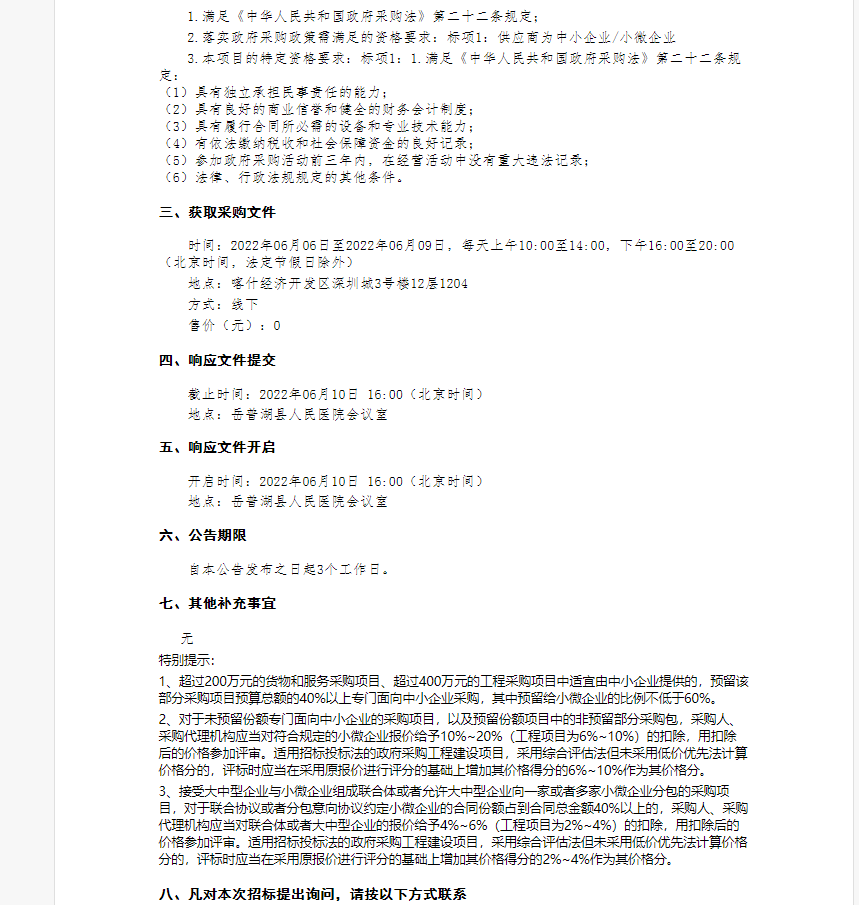 1.满足《中华人民共和国政府采购法》第二十二条规定；
2.落实政府采购政策需满足的资格要求：标项1：供应商为中小企业/小微企业
3.本项目的特定资格要求：标项1：1.满足《中华人民共和国政府采购法》第二十二条规
定：
（1）具有独立承担民事责任的能力；
（2）具有良好的商业信誉和健全的财务会计制度；
（3）具有履行合同所必需的设备和专业技术能力；
（4）有依法缴纳税收和社会保障资金的良好记录；
（5）参加政府采购活动前三年内，在经营活动中没有重大违法记录；
（6）法律、行政法规规定的其他条件。
三、获取采购文件
时间：2022年06月06日至2022年06月09日，每天上午10:00至14:00，下午16:00至20:00
（北京时间，法定节假日除外）
地点：喀什经济开发区深圳城3号楼12层1204
方式：线下
售价（元）：0
四、响应文件提交
截止时间：2022年06月10日 16:00（北京时间）
地点：岳普湖县人民医院会议室
五、响应文件开启
开启时间：2022年06月10日 16:00（北京时间）
地点：岳普湖县人民医院会议室
六、公告期限
自本公告发布之日起3个工作日。
七、其他补充事宜
无
特别提示：
1、超过200万元的货物和服务采购项目、超过400万元的工程采购项目中适宜由中小企业提供的，预留该
部分采购项目预算总额的40%以上专门面向中小企业采购，其中预留给小微企业的比例不低于60%。
2、对于未预留份额专门面向中小企业的采购项目，以及预留份额项目中的非预留部分采购包，采购人、
采购代理机构应当对符合规定的小微企业报价给予10%~20%（工程项目为6%~10%）的扣除，用扣除
后的价格参加评审。适用招标投标法的政府采购工程建设项目，采用综合评估法但未采用低价优先法计算
价格分的，评标时应当在采用原报价进行评分的基础上增加其价格得分的6%~10%作为其价格分。
3、接受大中型企业与小微企业组成联合体或者允许大中型企业向一家或者多家小微企业分包的采购项
目，对于联合协议或者分包意向协议约定小微企业的合同份额占到合同总金额40%以上的，采购人、采购
代理机构应当对联合体或者大中型企业的报价给予4%~6%（工程项目为2%~4%）的扣除，用扣除后的
价格参加评审。适用招标投标法的政府采购工程建设项目，采用综合评估法但未采用低价优先法计算价格
分的，评标时应当在采用原报价进行评分的基础上增加其价格得分的2%~4%作为其价格分。
八、凡对本次招标提出询问，请按以下方式联系